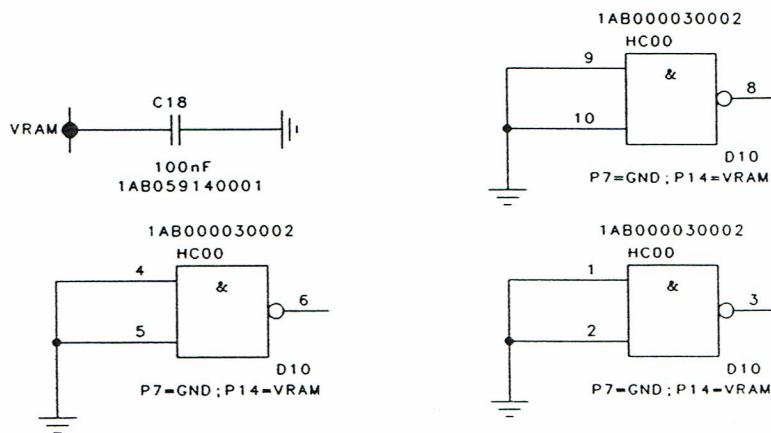 1AB000030002
HC00
9
&
8
10
D10
P7=GND;P14=VRAM
C18
VRAM
100nF
1AB059140001
1AB000030002
HC00
4
&
6
5
D10
P7=GND;P14=VRAM
1AB000030002
HC00
1
&
3
2
D10
P7=GND;P14=VRAM